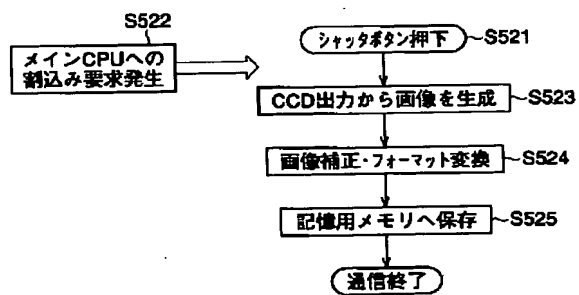 S522
メインCPUへの
割込み要求発生
シャッタボタン押下
S521
CCD出力から画像を生成
S523
画像補正・フォーマット変換
S524
記憶用メモリへ保存
S525
通信終了